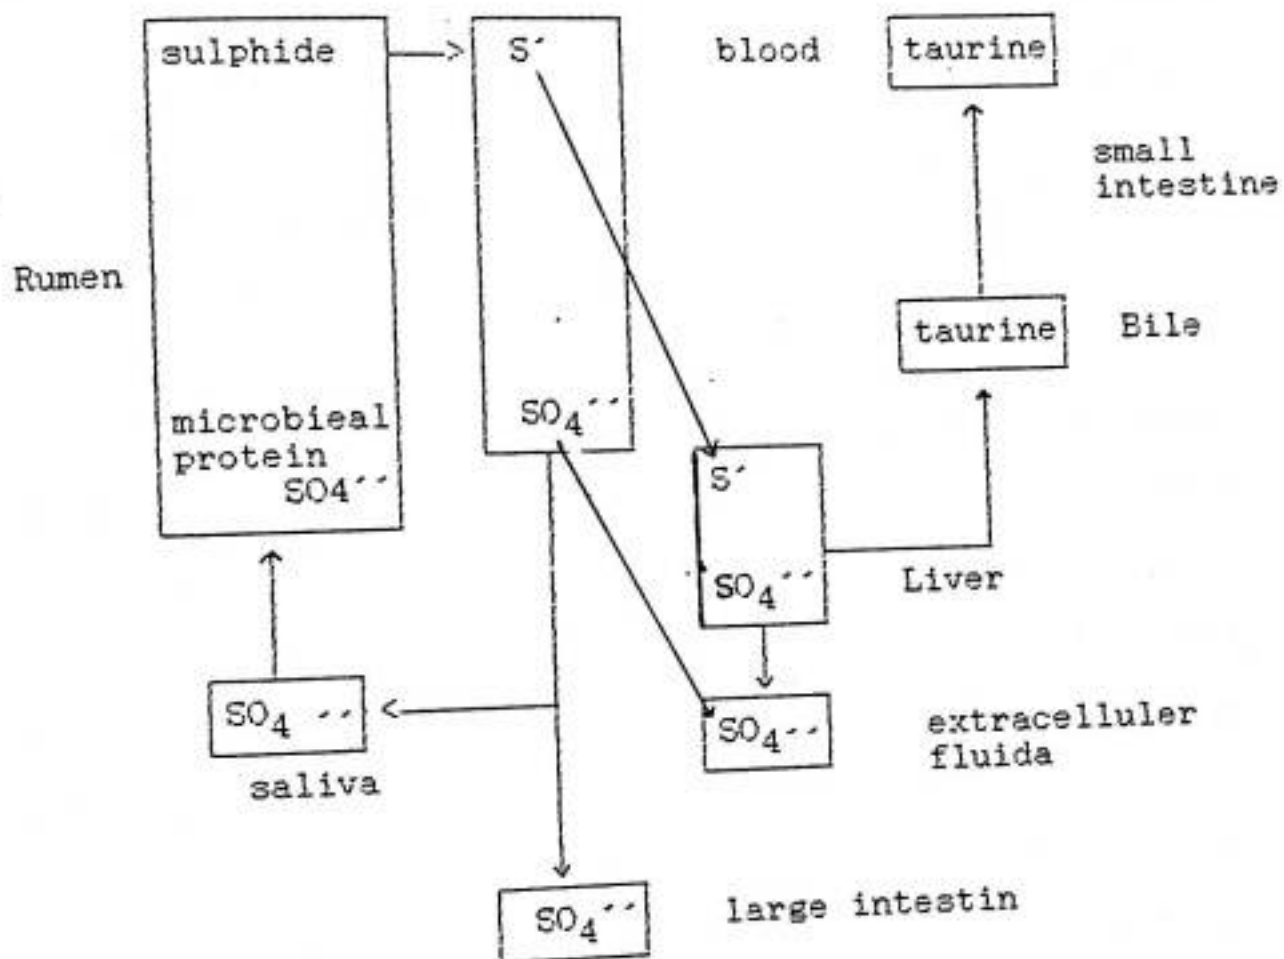 sulphide
S´
blood
taurine
small
intestine
Rumen
taurine
Bile
microbieal
protein
SO4´´
SO₄´´
S´
SO₄´´
Liver
SO₄ ´´
saliva
SO₄´´
extracelluler
fluida
SO₄´´
large intestin